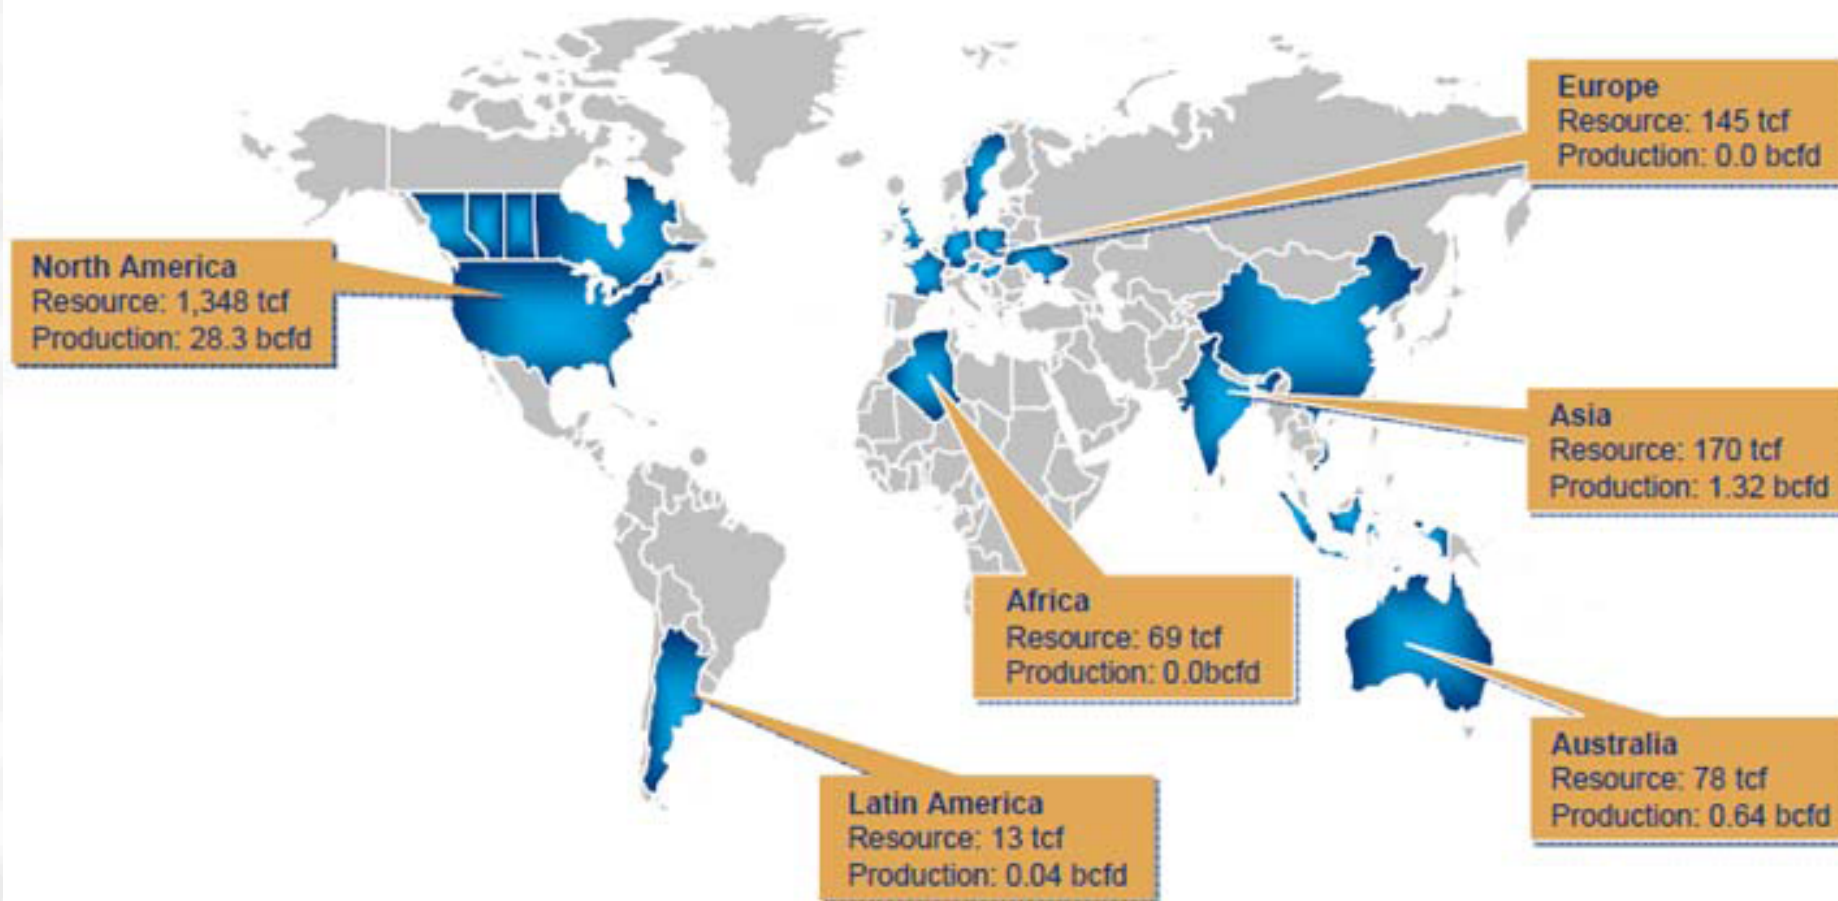 Europe
Resource: 145 tcf
Production: 0.0 bcfd
North America
Resource: 1,348 tcf
Production: 28.3 bcfd
Asia
Resource: 170 tcf
Production: 1.32 bcfd
Africa
Resource: 69 tcf
Production: 0.0bcfd
Australia
Resource: 78 tcf
Production: 0.64 bcfd
Latin America
Resource: 13 tcf
Production: 0.04 bcfd